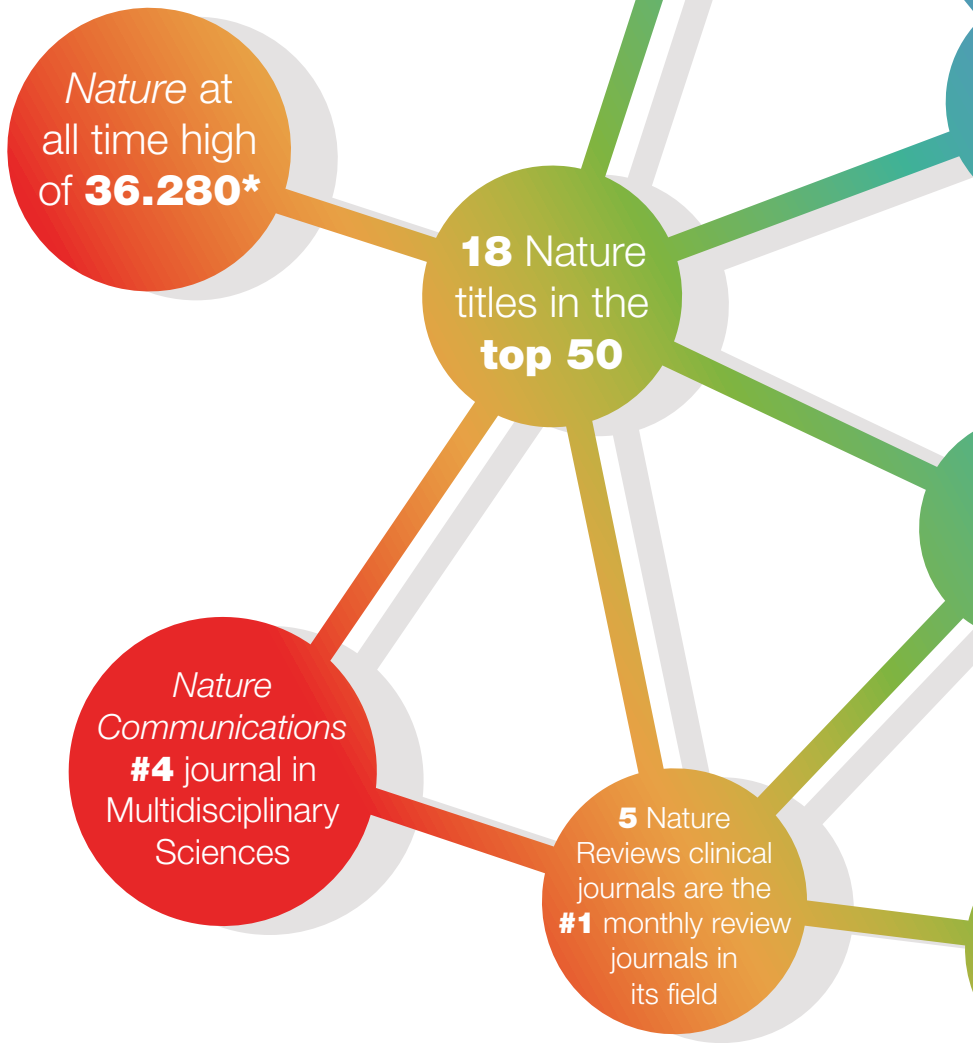 Nature at
all time high
of 36.280*
18 Nature
titles in the
top 50
Nature
Communications
#4 journal in
Multidisciplinary
Sciences
5 Nature
Reviews clinical
journals are the
#1 monthly review
journals in
its field